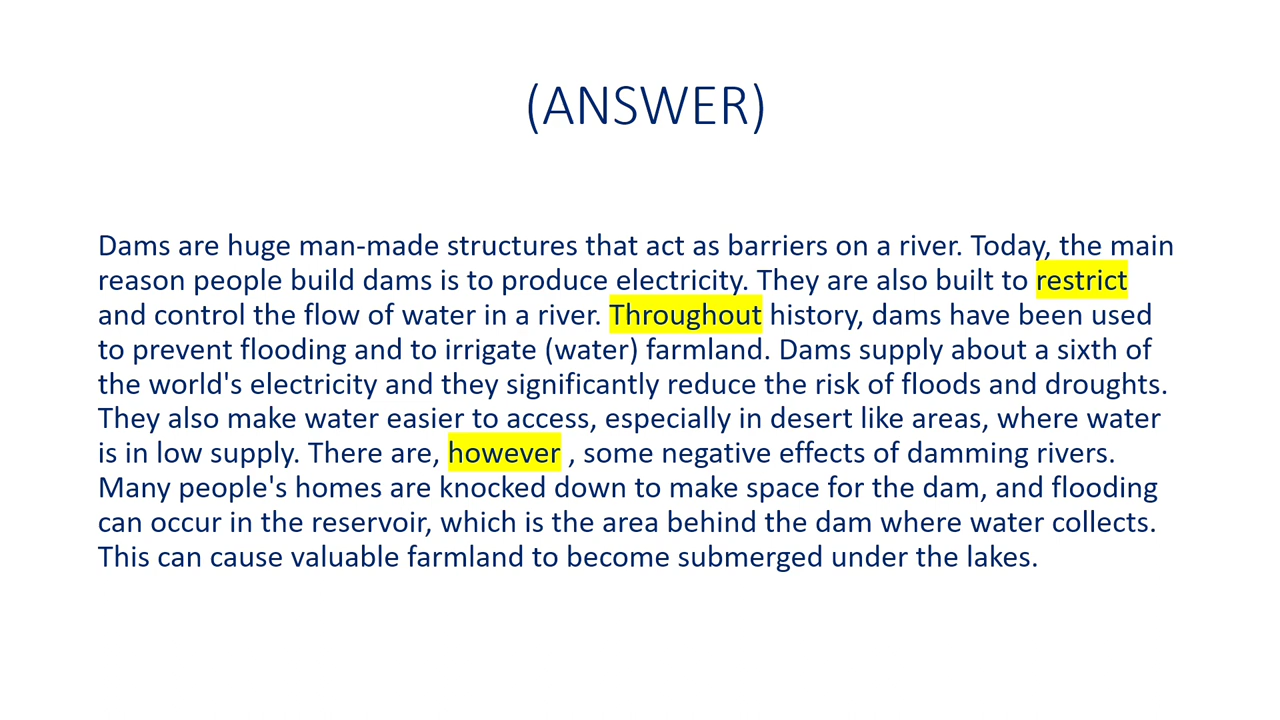 (ANSWER)
Dams are huge man-made structures that act as barriers on a river. Today, the main
reason people build dams is to produce electricity. They are also built to restrict
and control the flow of water in a river. Throughout history, dams have been used
to prevent flooding and to irrigate (water) farmland. Dams supply about a sixth of
the world's electricity and they significantly reduce the risk of floods and droughts.
They also make water easier to access, especially in desert like areas, where water
is in low supply. There are, however , some negative effects of damming rivers.
Many people's homes are knocked down to make space for the dam, and flooding
can occur in the reservoir, which is the area behind the dam where water collects.
This can cause valuable farmland to become submerged under the lakes.